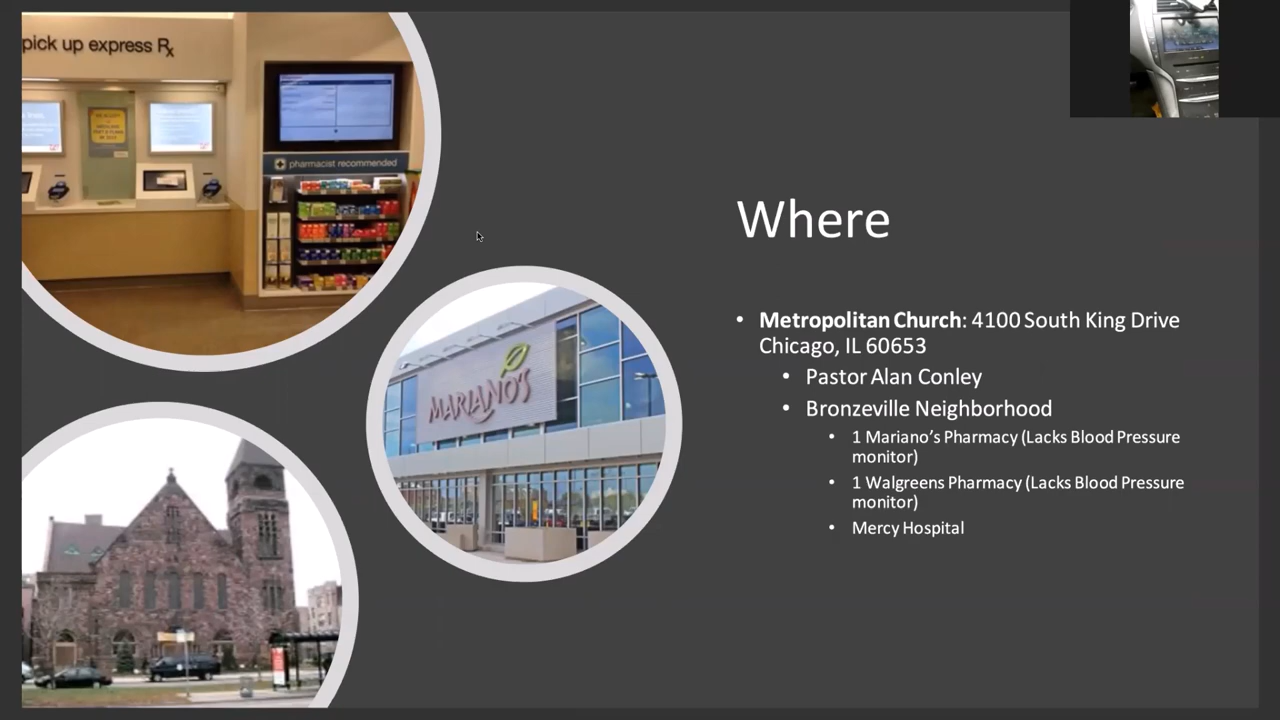 pick up express Rx
pharmacist recommended
MARIANO'S
Where
• Metropolitan Church: 4100 South King Drive
Chicago, IL 60653
• Pastor Alan Conley
• Bronzeville Neighborhood
• 1 Mariano’s Pharmacy (Lacks Blood Pressure
monitor)
• 1 Walgreens Pharmacy (Lacks Blood Pressure
monitor)
• Mercy Hospital